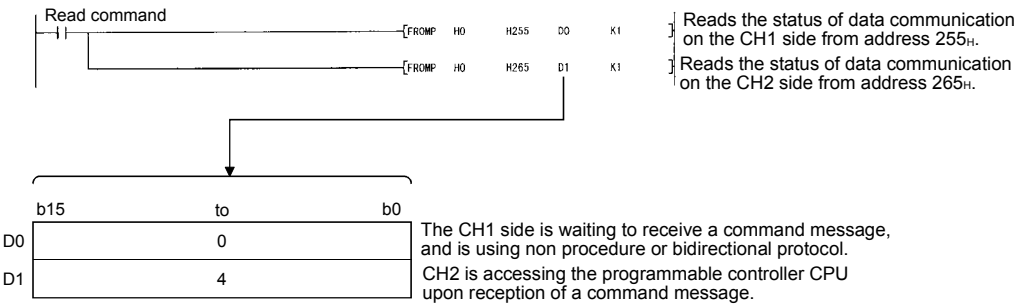 Read command
FROMP H0 H255 D0 K1
Reads the status of data communication
on the CH1 side from address 255H.
FROMP H0 H265 D1 K1
Reads the status of data communication
on the CH2 side from address 265H.
b15 to b0
D0 0
The CH1 side is waiting to receive a command message,
and is using non procedure or bidirectional protocol.
D1 4
CH2 is accessing the programmable controller CPU
upon reception of a command message.